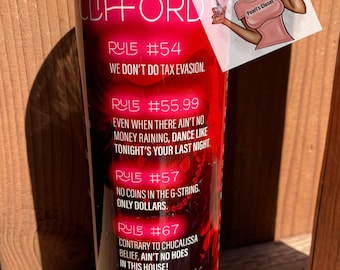 CLIFFORD
RULE #54
WE DON'T DO TAX EVASION.
RULE #55.99
EVEN WHEN THERE AIN'T NO
MONEY RAINING, DANCE LIKE
TONIGHT'S YOUR LAST NIGHT.
RULE #57
NO COINS IN THE G-STRING.
ONLY DOLLARS.
RULE #67
CONTRARY TO CHUCALISSA
BELIEF, AIN'T NO HOES
IN THIS HOUSE!
Pearl's Closet